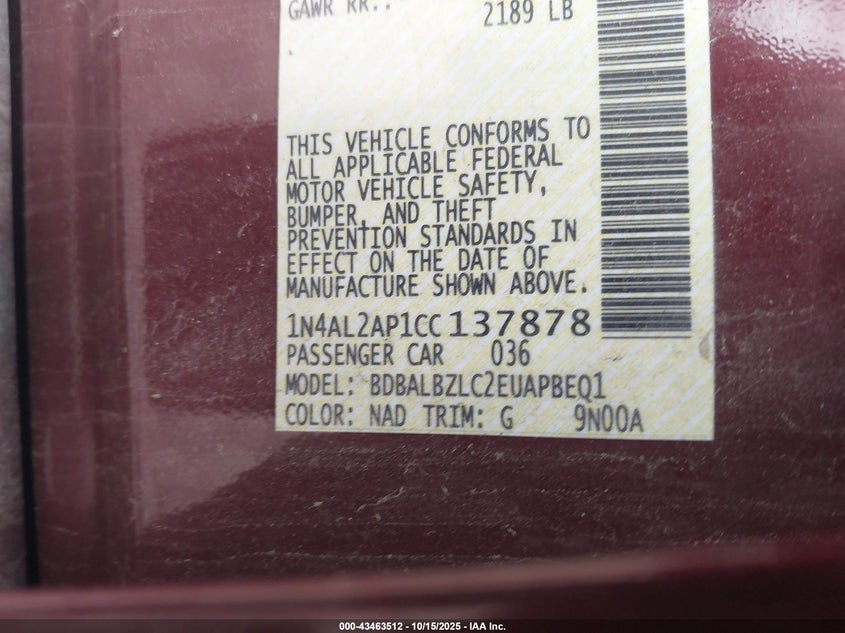 GAWR RR.:
2189 LB
.
THIS VEHICLE CONFORMS TO
ALL APPLICABLE FEDERAL
MOTOR VEHICLE SAFETY,
BUMPER, AND THEFT
PREVENTION STANDARDS IN
EFFECT ON THE DATE OF
MANUFACTURE SHOWN ABOVE.
1N4AL2AP1CC137878
PASSENGER CAR 036
MODEL: BDBALBZLC2EUAPBEQ1
COLOR: NAD TRIM: G 9N00A
000-43463512 - 10/15/2025 - IAA Inc.